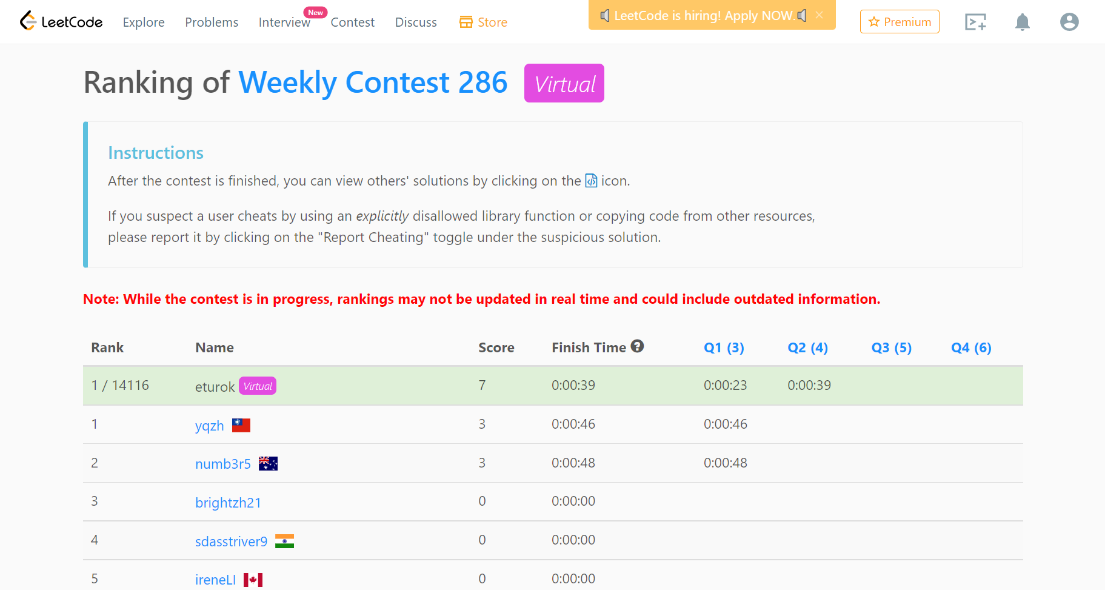 LeetCode Explore Problems Interview New Contest Discuss Store LeetCode is hiring! Apply NOW. × Premium
Ranking of Weekly Contest 286 Virtual
Instructions
After the contest is finished, you can view others' solutions by clicking on the icon.
If you suspect a user cheats by using an explicitly disallowed library function or copying code from other resources,
please report it by clicking on the "Report Cheating" toggle under the suspicious solution.
Note: While the contest is in progress, rankings may not be updated in real time and could include outdated information.
Rank Name Score Finish Time ? Q1 (3) Q2 (4) Q3 (5) Q4 (6)
1 / 14116 eturok Virtual 7 0:00:39 0:00:23 0:00:39
1 yqzh 3 0:00:46 0:00:46
2 numb3r5 3 0:00:48 0:00:48
3 brightzh21 0 0:00:00
4 sdasstriver9 0 0:00:00
5 ireneLI 0 0:00:00